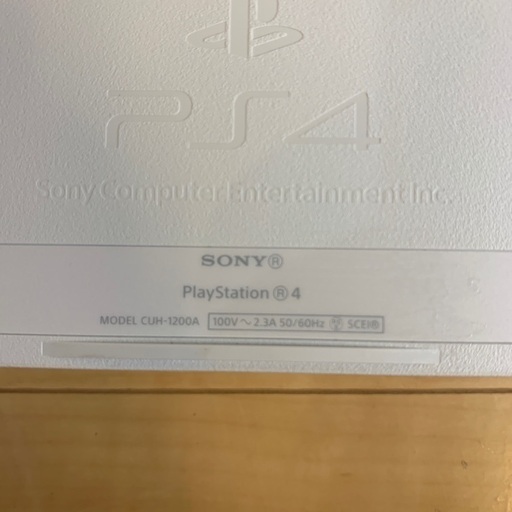 PS4
Sony Computer Entertainment Inc.
SONY®
PlayStation ® 4
MODEL CUH-1200A 100V ~ 2.3A 50/60Hz SCEI®